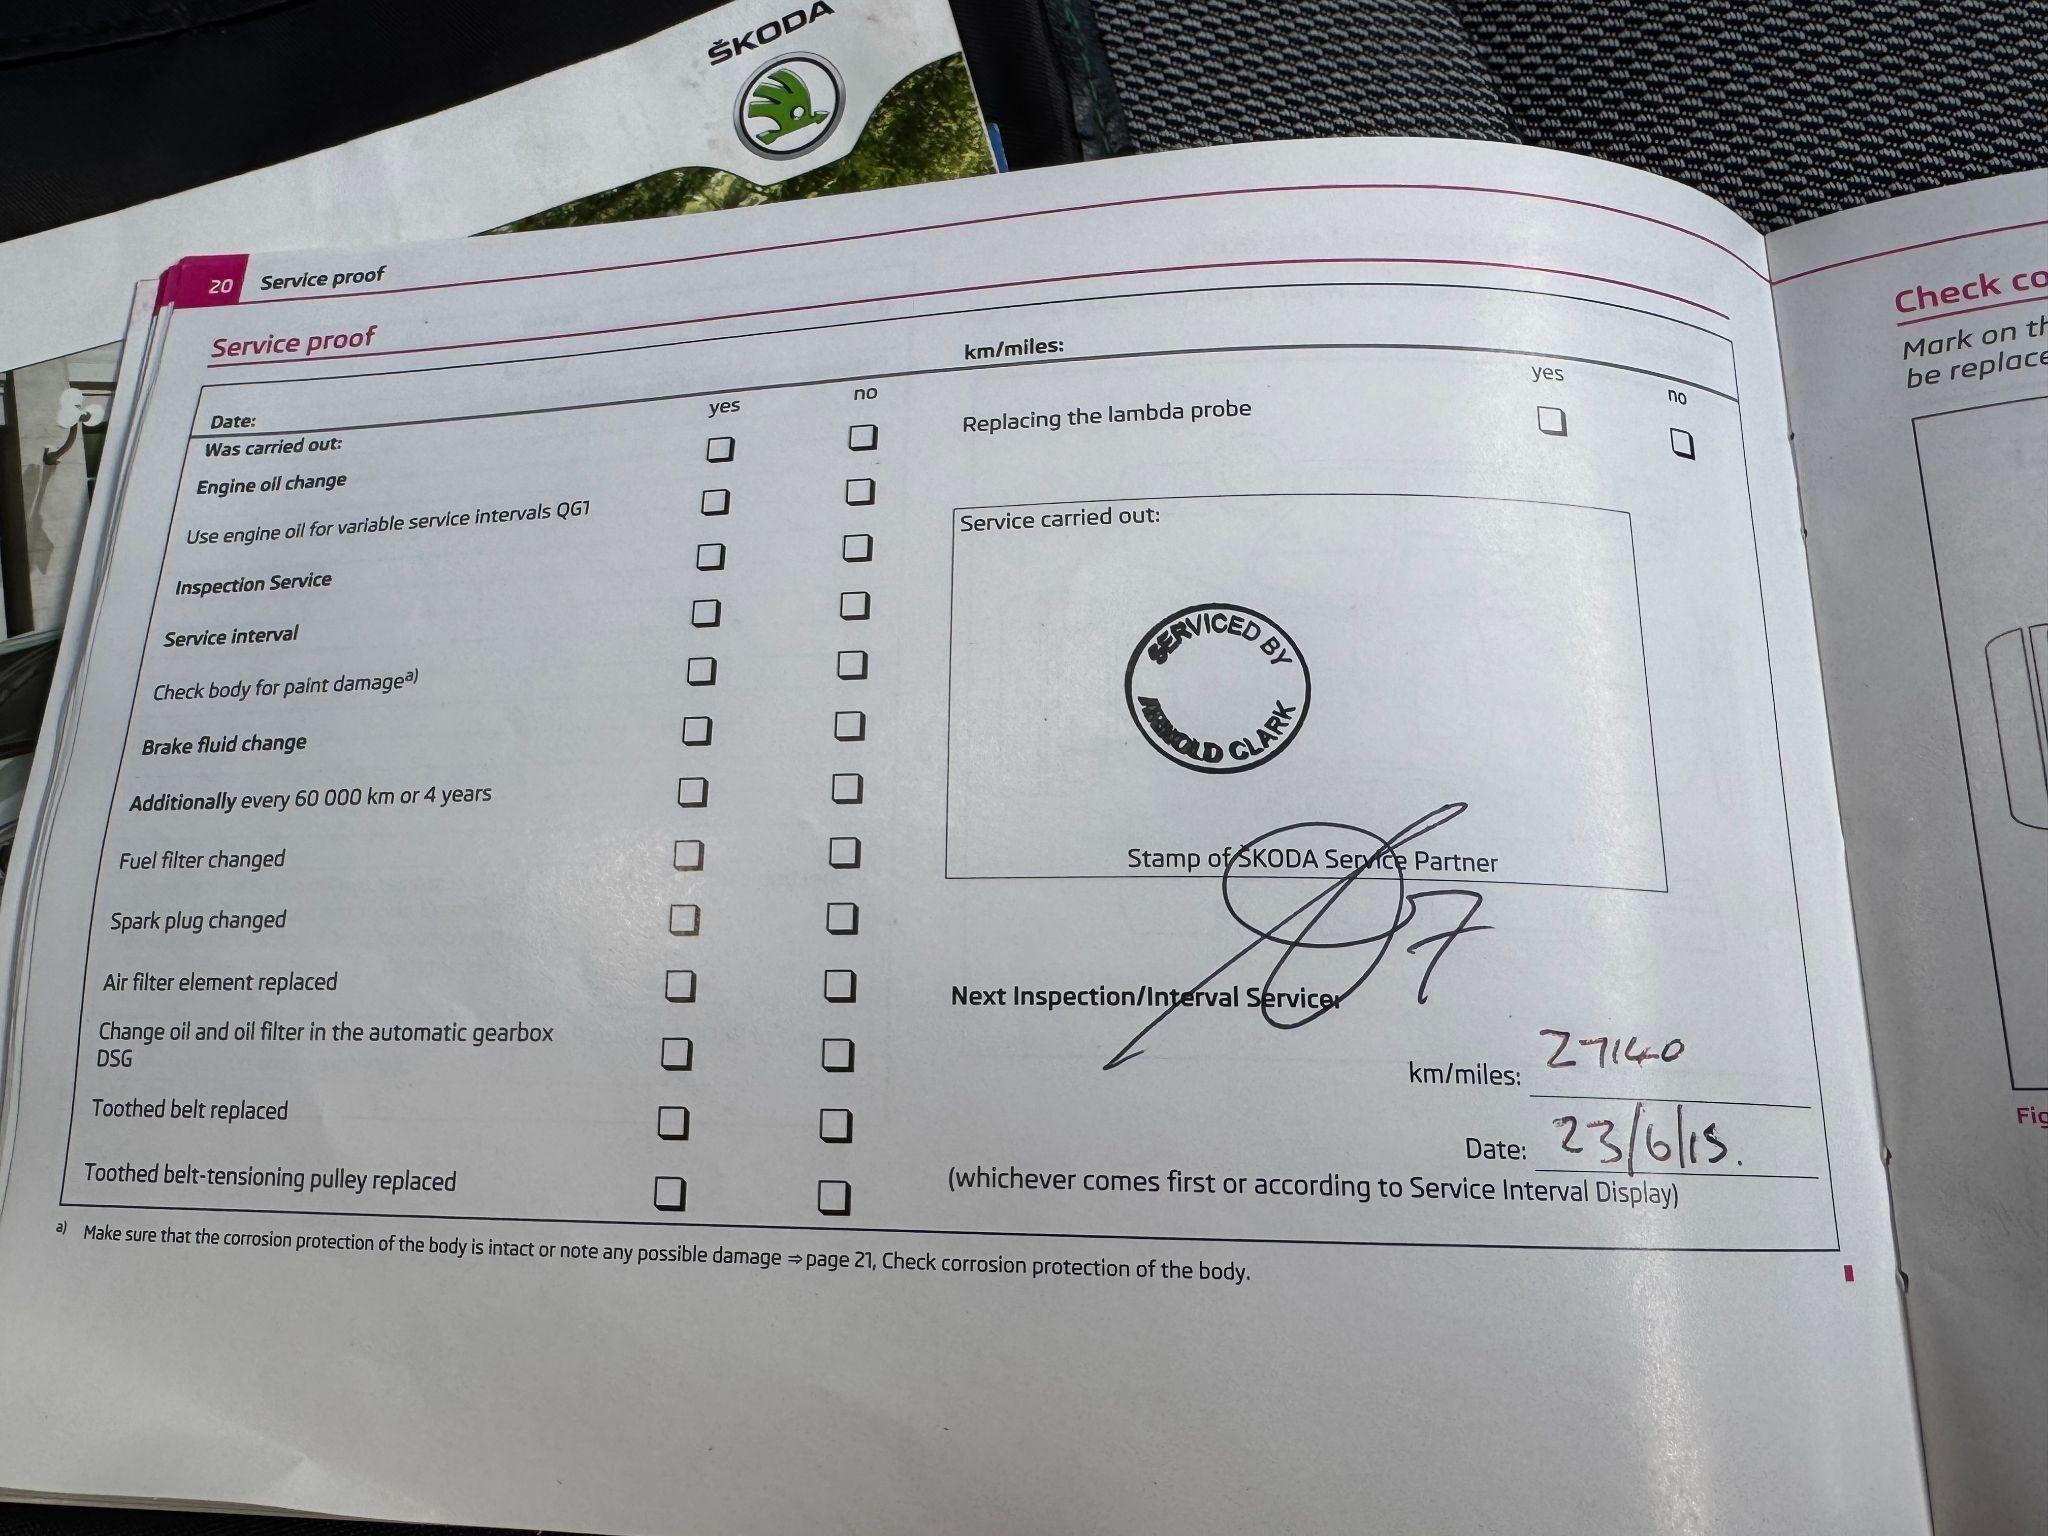 ŠKODA
20 Service proof
Service proof
Date:
km/miles:
Was carried out:
yes
no
Engine oil change
Use engine oil for variable service intervals QG1
Inspection Service
Service interval
Check body for paint damage a)
Brake fluid change
Additionally every 60 000 km or 4 years
Fuel filter changed
Spark plug changed
Air filter element replaced
Change oil and oil filter in the automatic gearbox
DSG
Toothed belt replaced
Toothed belt-tensioning pulley replaced
yes
no
Replacing the lambda probe
Service carried out:
SERVICED BY
ARNOLD CLARK
Stamp of ŠKODA Service Partner
Next Inspection/Interval Service:
km/miles: 27140
Date: 23/6/15.
(whichever comes first or according to Service Interval Display)
a) Make sure that the corrosion protection of the body is intact or note any possible damage ⇒ page 21, Check corrosion protection of the body.
Check
Mark on
be